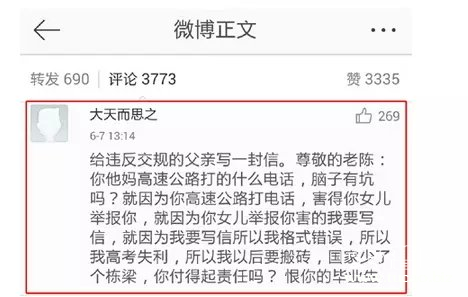 微博正文
转发 690 评论 3773 赞 3335
大天而思之
269
6-7 13:14
给违反交规的父亲写一封信。尊敬的老陈：
你他妈高速公路打的什么电话，脑子有坑
吗？就因为你高速公路打电话，害得你女儿
举报你，就因为你女儿举报你害的我要写
信，就因为我要写信所以我格式错误，所以
我高考失利，所以我以后要搬砖，国家少了
个栋梁，你付得起责任吗？ 恨你的毕业生